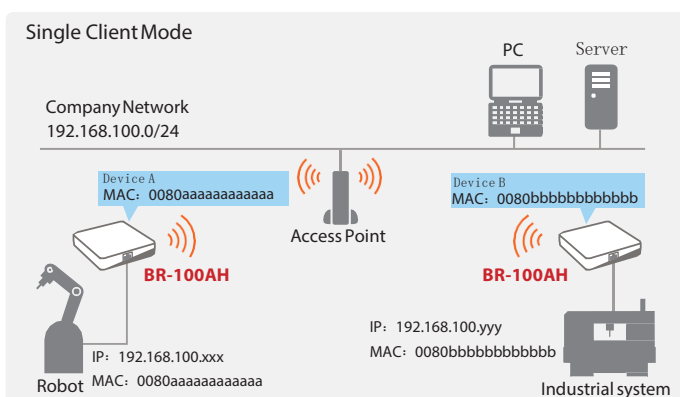 Single Client Mode
PC
Server
Company Network
192.168.100.0/24
Device A
MAC: 0080aaaaaaaaaaaa
Device B
MAC: 0080bbbbbbbbbbbb
Access Point
BR-100AH
BR-100AH
IP: 192.168.100.xxx
MAC: 0080aaaaaaaaaaaa
Robot
IP: 192.168.100.yyy
MAC: 0080bbbbbbbbbbbb
Industrial system